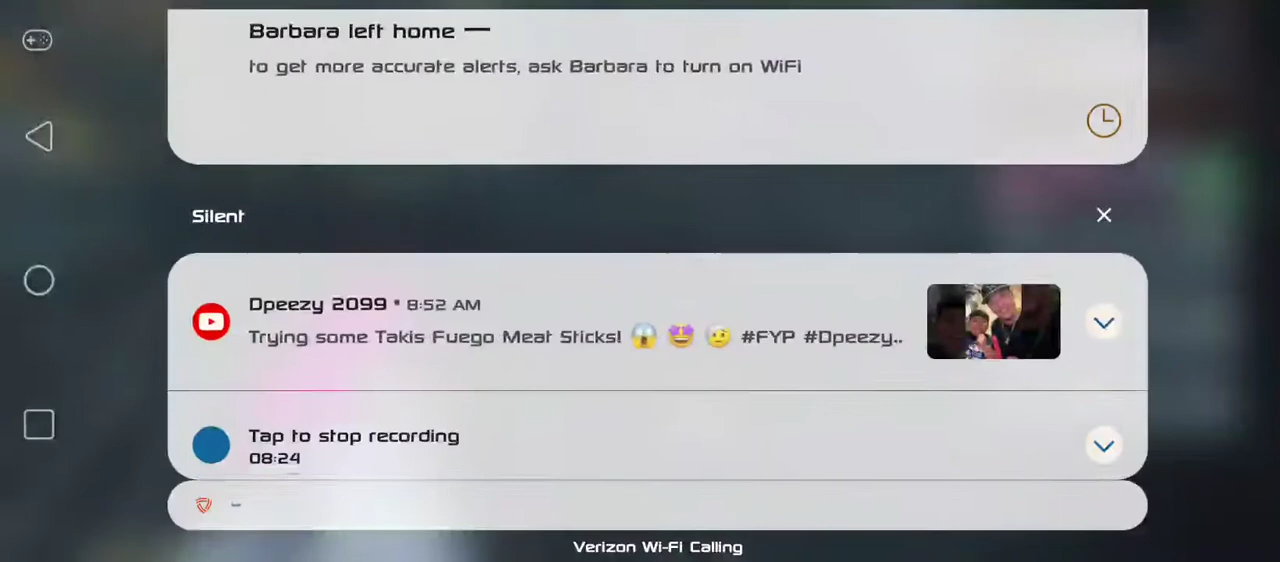 Barbara left home —
to get more accurate alerts, ask Barbara to turn on WiFi
Silent
Dpeezy 2099 • 8:52 AM
Trying some Takis Fuego Meat Sticks! 😱 🤩 🤨 #FYP #Dpeezy..
Tap to stop recording
08:24
Verizon Wi-Fi Calling